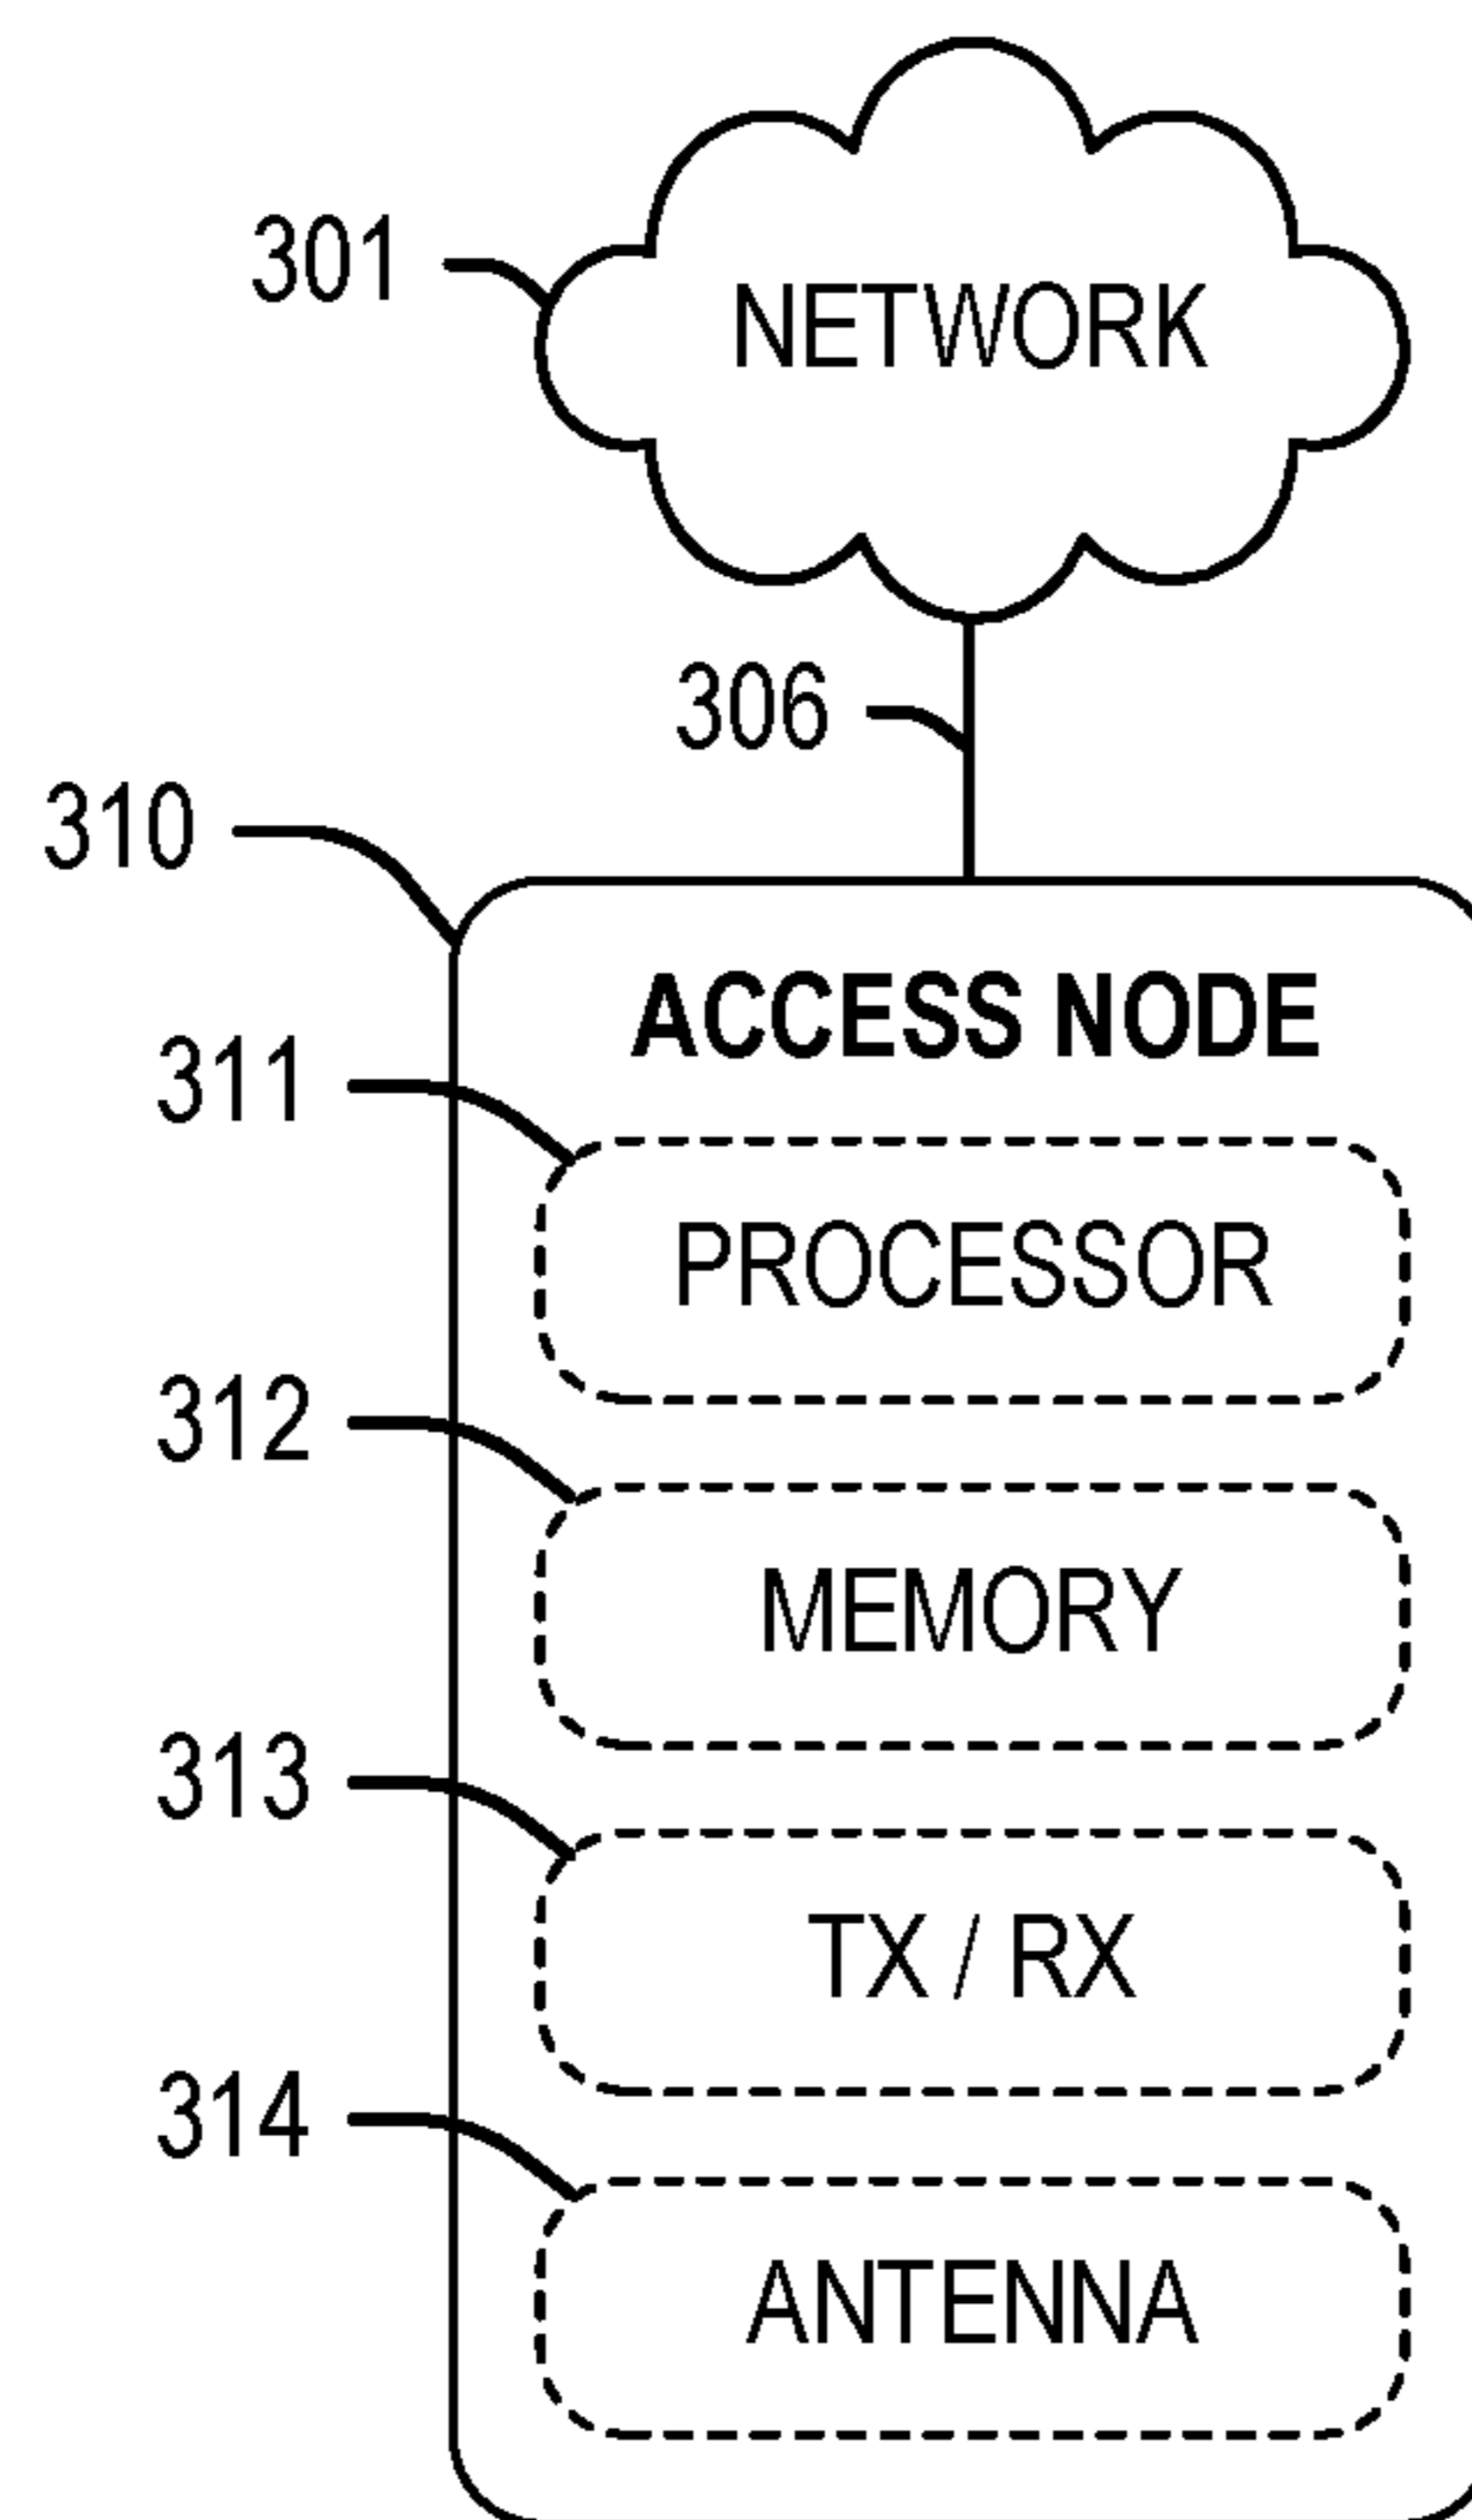 301
NETWORK
306
310
ACCESS NODE
311
PROCESSOR
312
MEMORY
313
TX / RX
314
ANTENNA